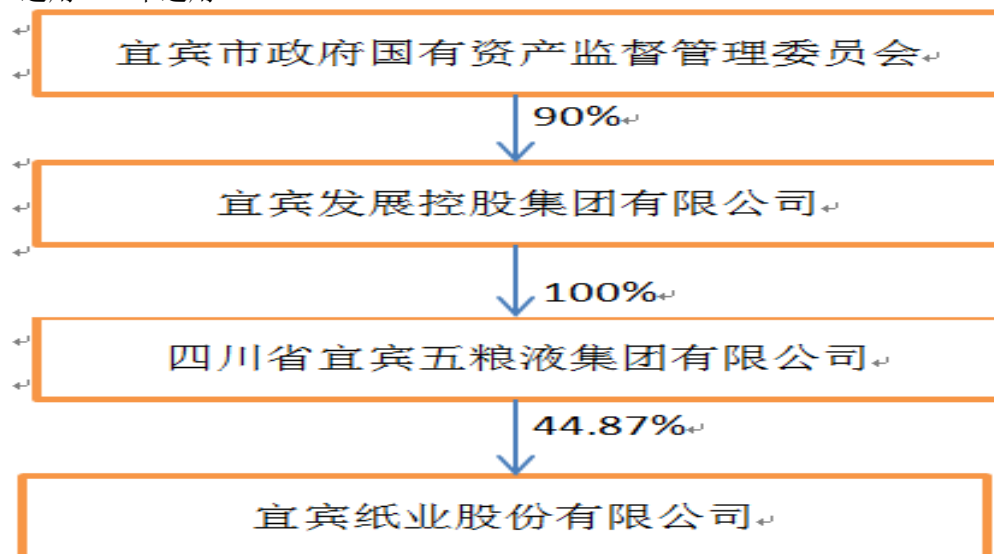 宜宾市政府国有资产监督管理委员会
90%
宜宾发展控股集团有限公司
100%
四川省宜宾五粮液集团有限公司
44.87%
宜宾纸业股份有限公司